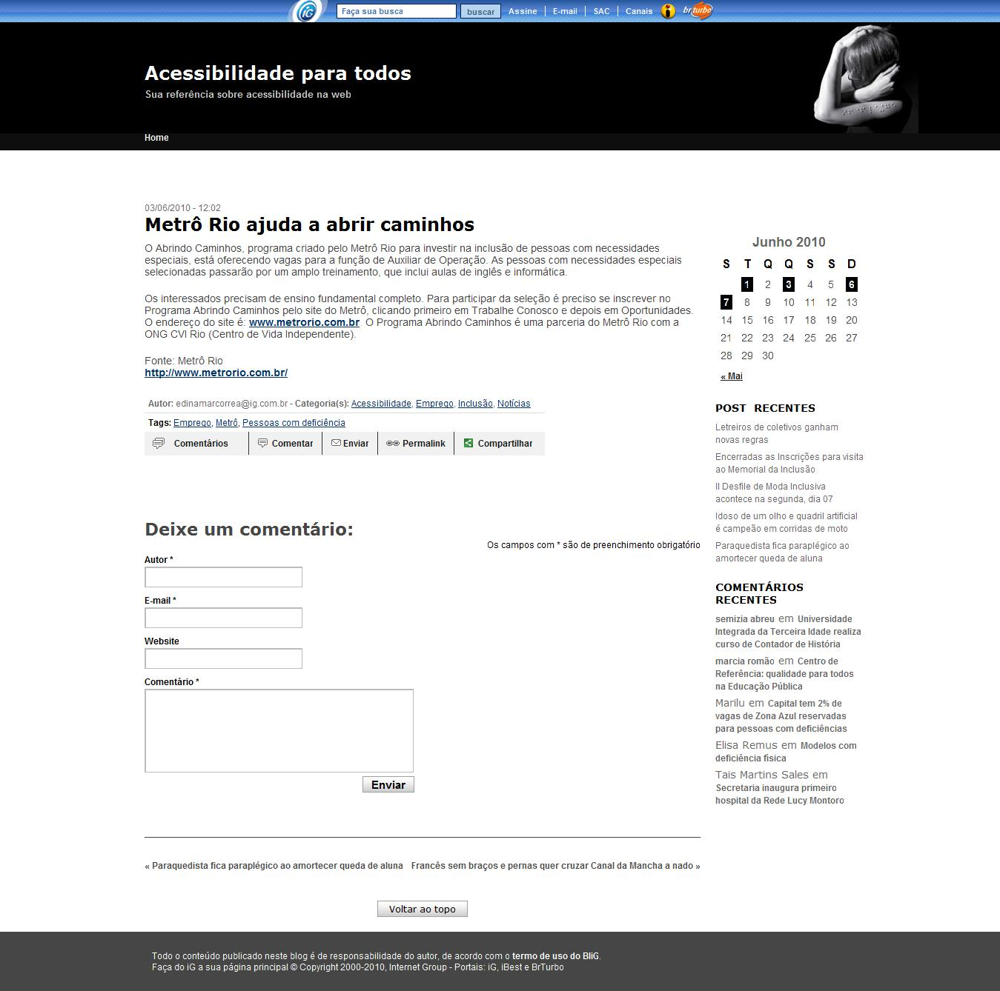 iG
Faça sua busca
buscar
Assine
E-mail
SAC
Canais
i
br turbo
Acessibilidade para todos
Sua referência sobre acessibilidade na web
Home
03/06/2010 - 12:02
Metrô Rio ajuda a abrir caminhos
O Abrindo Caminhos, programa criado pelo Metrô Rio para investir na inclusão de pessoas com necessidades
especiais, está oferecendo vagas para a função de Auxiliar de Operação. As pessoas com necessidades especiais
selecionadas passarão por um amplo treinamento, que inclui aulas de inglês e informática.
Os interessados precisam de ensino fundamental completo. Para participar da seleção é preciso se inscrever no
Programa Abrindo Caminhos pelo site do Metrô, clicando primeiro em Trabalhe Conosco e depois em Oportunidades.
O endereço do site é: www.metrorio.com.br. O Programa Abrindo Caminhos é uma parceria do Metrô Rio com a
ONG CVI Rio (Centro de Vida Independente).
Fonte: Metrô Rio
http://www.metrorio.com.br/
Autor: edinamarcorrea@ig.com.br - Categoria(s): Acessibilidade, Emprego, Inclusão, Notícias
Tags: Emprego, Metrô, Pessoas com deficiência
Comentários
Comentar
Enviar
Permalink
Compartilhar
Deixe um comentário:
Os campos com * são de preenchimento obrigatório
Autor *
E-mail *
Website
Comentário *
Enviar
« Paraquedista fica paraplégico ao amortecer queda de aluna
Francês sem braços e pernas quer cruzar Canal da Mancha a nado »
Voltar ao topo
Junho 2010
S T Q Q S S D
1 2 3 4 5 6
7 8 9 10 11 12 13
14 15 16 17 18 19 20
21 22 23 24 25 26 27
28 29 30
« Mai
POST RECENTES
Letreiros de coletivos ganham
novas regras
Encerradas as Inscrições para visita
ao Memorial da Inclusão
II Desfile de Moda Inclusiva
acontece na segunda, dia 07
Idoso de um olho e quadril artificial
é campeão em corridas de moto
Paraquedista fica paraplégico ao
amortecer queda de aluna
COMENTÁRIOS
RECENTES
semizia abreu em Universidade
Integrada da Terceira Idade realiza
curso de Contador de História
marcia romão em Centro de
Referência: qualidade para todos
na Educação Pública
Marilu em Capital tem 2% de
vagas de Zona Azul reservadas
para pessoas com deficiências
Elisa Remus em Modelos com
deficiência física
Tais Martins Sales em
Secretaria inaugura primeiro
hospital da Rede Lucy Montoro
Todo o conteúdo publicado neste blog é de responsabilidade do autor, de acordo com o termo de uso do BliG.
Faça do iG a sua página principal © Copyright 2000-2010, Internet Group - Portais: iG, iBest e BrTurbo